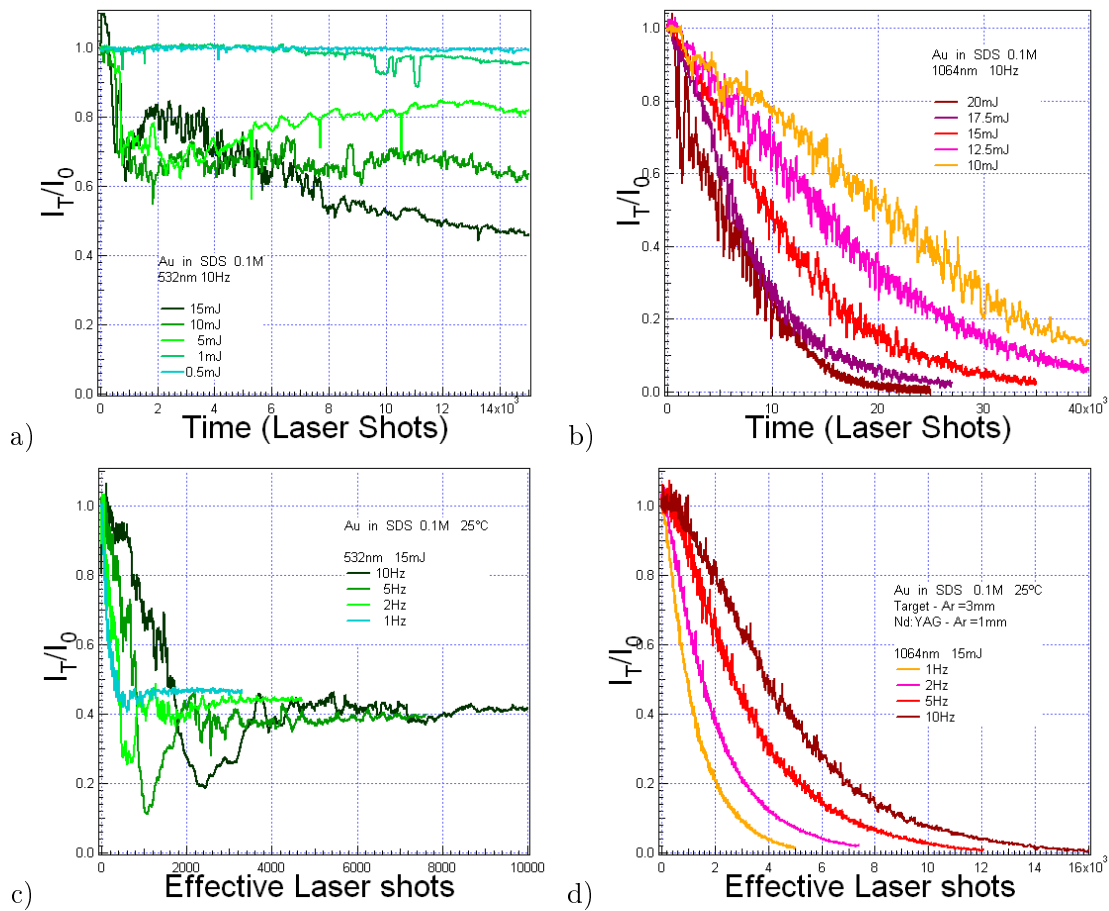 1.0
0.8
0.6
0.4
0.2
0.0
I_T/I_0
Au in SDS 0.1M
532nm 10Hz
15mJ
10mJ
5mJ
1mJ
0.5mJ
0 2 4 6 8 10 12 14x10³
Time (Laser Shots)
a)
1.0
0.8
0.6
0.4
0.2
0.0
I_T/I_0
Au in SDS 0.1M
1064nm 10Hz
20mJ
17.5mJ
15mJ
12.5mJ
10mJ
0 10 20 30 40x10³
Time (Laser Shots)
b)
1.0
0.8
0.6
0.4
0.2
0.0
I_T/I_0
Au in SDS 0.1M 25ºC
532nm 15mJ
10Hz
5Hz
2Hz
1Hz
0 2000 4000 6000 8000 10000
Effective Laser shots
c)
1.0
0.8
0.6
0.4
0.2
0.0
I_T/I_0
Au in SDS 0.1M 25ºC
Target - Ar =3mm
Nd:YAG - Ar =1mm
1064nm 15mJ
1Hz
2Hz
5Hz
10Hz
0 2 4 6 8 10 12 14 16x10³
Effective Laser shots
d)